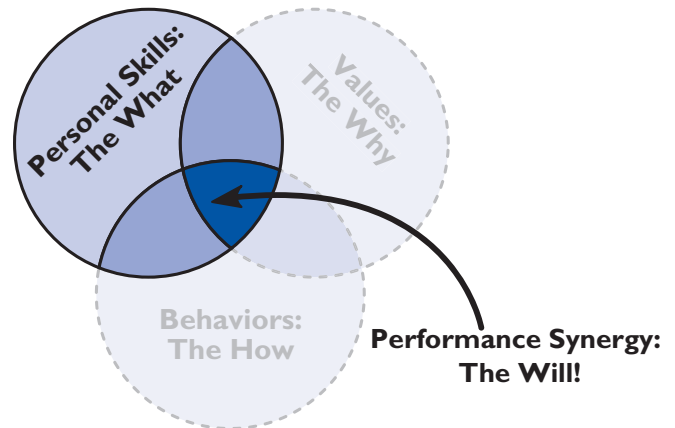 Personal Skills:
The What
Values:
The Why
Behaviors:
The How
Performance Synergy:
The Will!